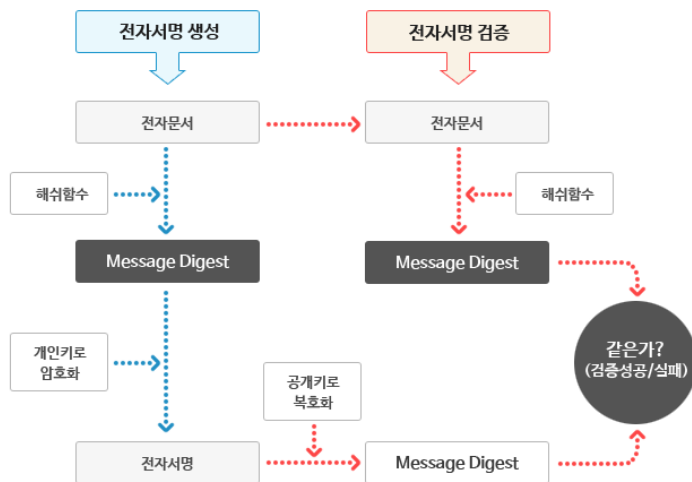 전자서명 생성
전자서명 검증
전자문서
전자문서
해쉬함수
해쉬함수
Message Digest
Message Digest
개인키로
암호화
같은가?
(검증성공/실패)
공개키로
복호화
전자서명
Message Digest